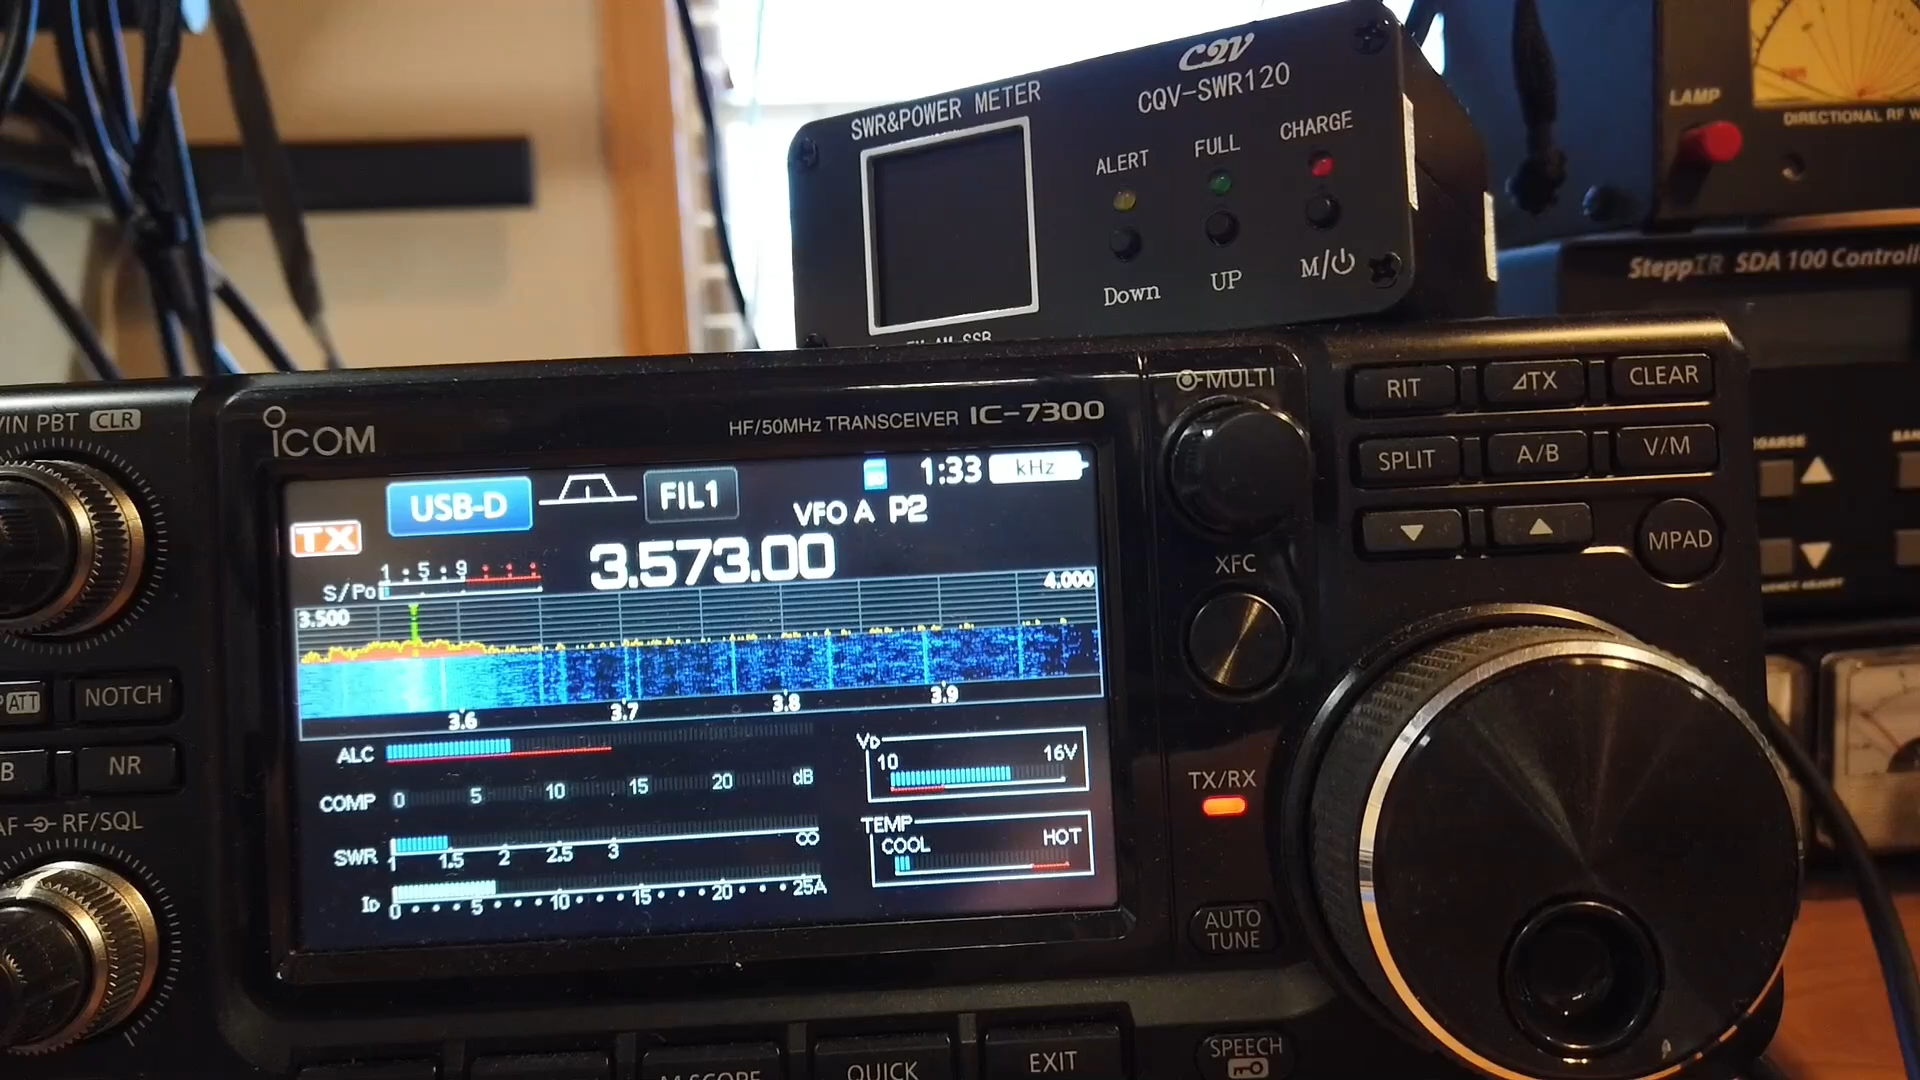 CQV
CQV-SWR120
SWR&POWER METER
ALERT
FULL
CHARGE
Down
UP
M/
LAMP
DIRECTIONAL RF W
SteppIR SDA 100 Controll
PBT CLR
ICOM
HF/50MHz TRANSCEIVER IC-7300
MULTI
RIT
⊿TX
CLEAR
SPLIT
A/B
V/M
MPAD
XFC
USB-D
FIL1
1:33
kHz
VFO A P2
TX
3.573.00
S/Po
1 : 5 : 9
3.500
4.000
3.6
3.7
3.8
3.9
ALC
COMP
0 5 10 15 20 dB
SWR
1 1.5 2 2.5 3 ∞
ID
0 5 10 15 20 25A
VD
10 16V
TEMP
COOL HOT
ATT
NOTCH
NR
AF RF/SQL
TX/RX
AUTO
TUNE
SPEECH
M.SCOPE
QUICK
EXIT